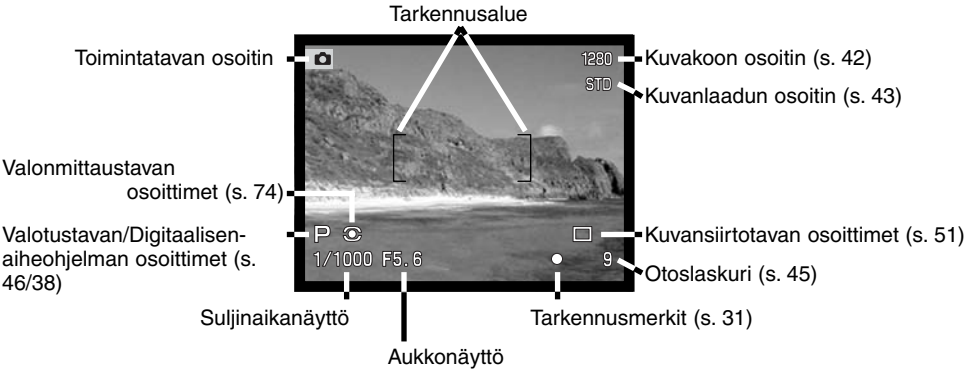 Tarkennusalue
Toimintatavan osoitin
1280
Kuvakoon osoitin (s. 42)
STD
Kuvanlaadun osoitin (s. 43)
Valonmittaustavan
osoittimet (s. 74)
Valotustavan/Digitaalisen-
aiheohjelman osoittimet (s.
46/38)
P
Kuvansiirtotavan osoittimet (s. 51)
1/1000 F5.6
9
Otoslaskuri (s. 45)
Suljinaikanäyttö
Tarkennusmerkit (s. 31)
Aukkonäyttö